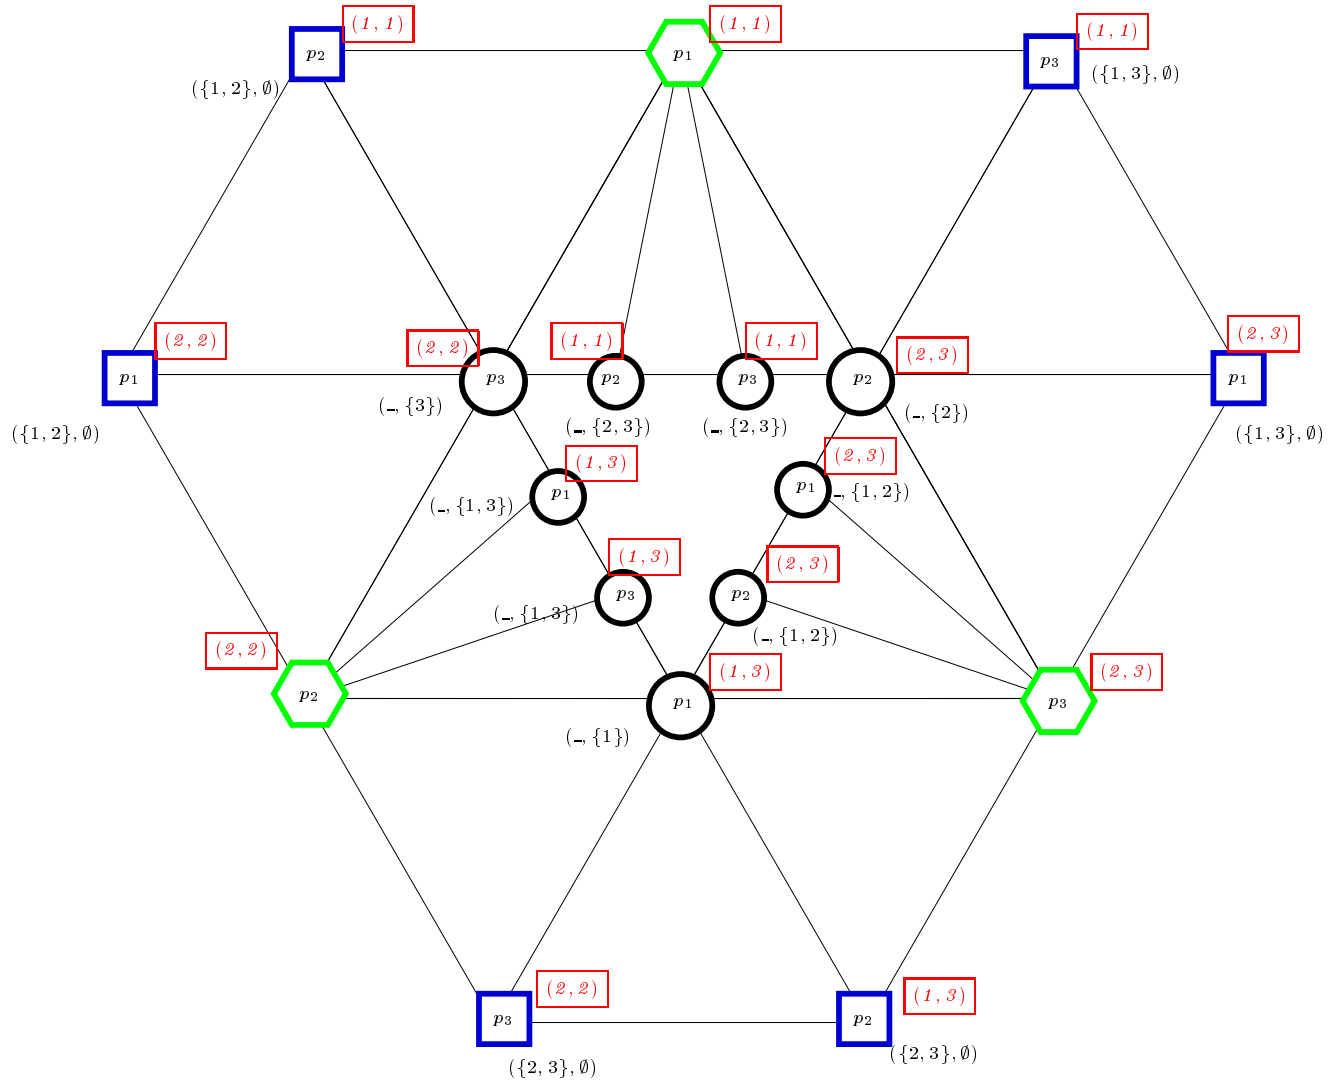 (1, 1)
(1, 1)
(1, 1)
p₂
p₁
p₃
({1, 2}, ∅)
({1, 3}, ∅)
(2, 2)
(2, 2)
(1, 1)
(1, 1)
(2, 3)
(2, 3)
p₁
p₃
p₂
p₃
p₂
p₁
({1, 2}, ∅)
(_, {3})
(_, {2, 3})
(_, {2, 3})
(_, {2})
({1, 3}, ∅)
(1, 3)
(2, 3)
p₁
p₁
(_, {1, 3})
_, {1, 2})
(1, 3)
(2, 3)
p₃
p₂
(_, {1, 3})
(_, {1, 2})
(2, 2)
(1, 3)
(2, 3)
p₂
p₁
p₃
(_, {1})
(2, 2)
(1, 3)
p₃
p₂
({2, 3}, ∅)
({2, 3}, ∅)